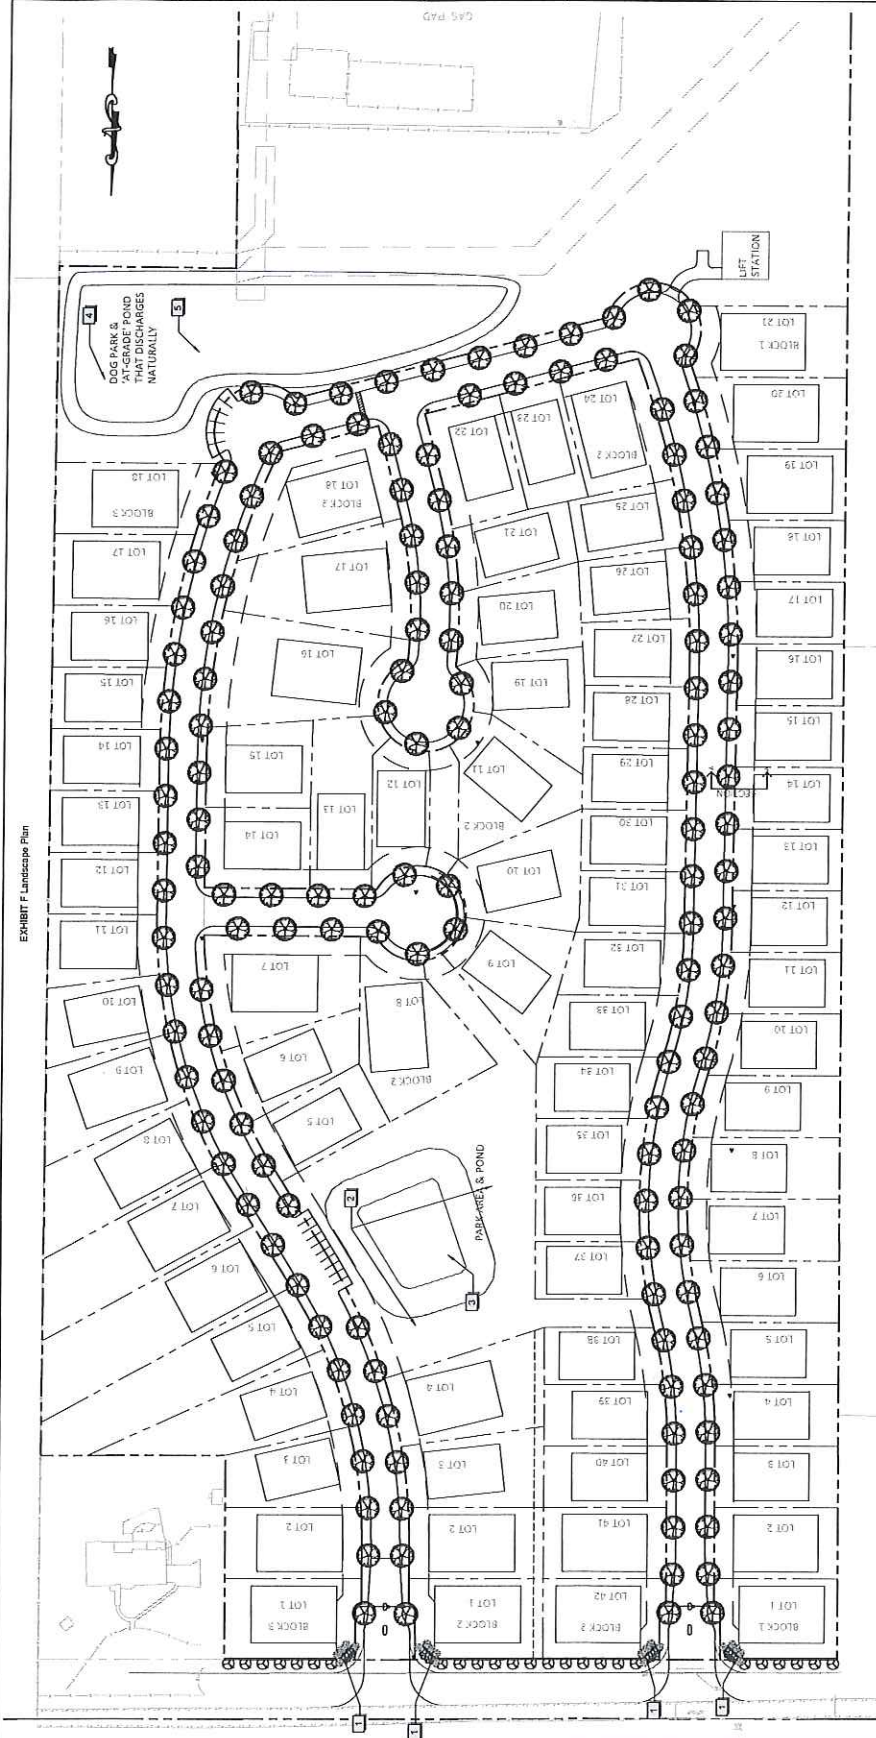 EXHIBIT F Landscape Plan
GAS PAD
4
5
DOG PARK &
'AT-GRADE' POND
THAT DISCHARGES
NATURALLY
LIFT
STATION
LOT 21
BLOCK 1
LOT 20
LOT 19
LOT 18
LOT 17
LOT 16
LOT 15
LOT 14
SECTION
LOT 13
LOT 12
LOT 11
LOT 10
LOT 9
LOT 8
LOT 7
LOT 6
LOT 5
LOT 4
LOT 3
LOT 2
LOT 1
BLOCK 1
LOT 18
BLOCK 3
LOT 17
LOT 16
LOT 15
LOT 14
LOT 13
LOT 12
LOT 11
LOT 10
LOT 9
LOT 8
LOT 7
LOT 6
LOT 5
LOT 4
LOT 3
LOT 2
LOT 1
BLOCK 3
LOT 22
LOT 23
LOT 24
BLOCK 2
LOT 18
BLOCK 2
LOT 17
LOT 16
LOT 15
LOT 14
LOT 13
LOT 12
LOT 11
BLOCK 2
LOT 21
LOT 20
LOT 19
LOT 25
LOT 26
LOT 27
LOT 28
LOT 29
LOT 30
LOT 31
LOT 32
LOT 33
LOT 34
LOT 35
LOT 36
LOT 37
LOT 38
LOT 39
LOT 40
LOT 41
LOT 42
BLOCK 2
LOT 10
LOT 9
LOT 8
BLOCK 2
LOT 7
LOT 6
LOT 5
2
PARK AREA & POND
3
LOT 4
LOT 3
LOT 2
LOT 1
BLOCK 2
1
1
1
1